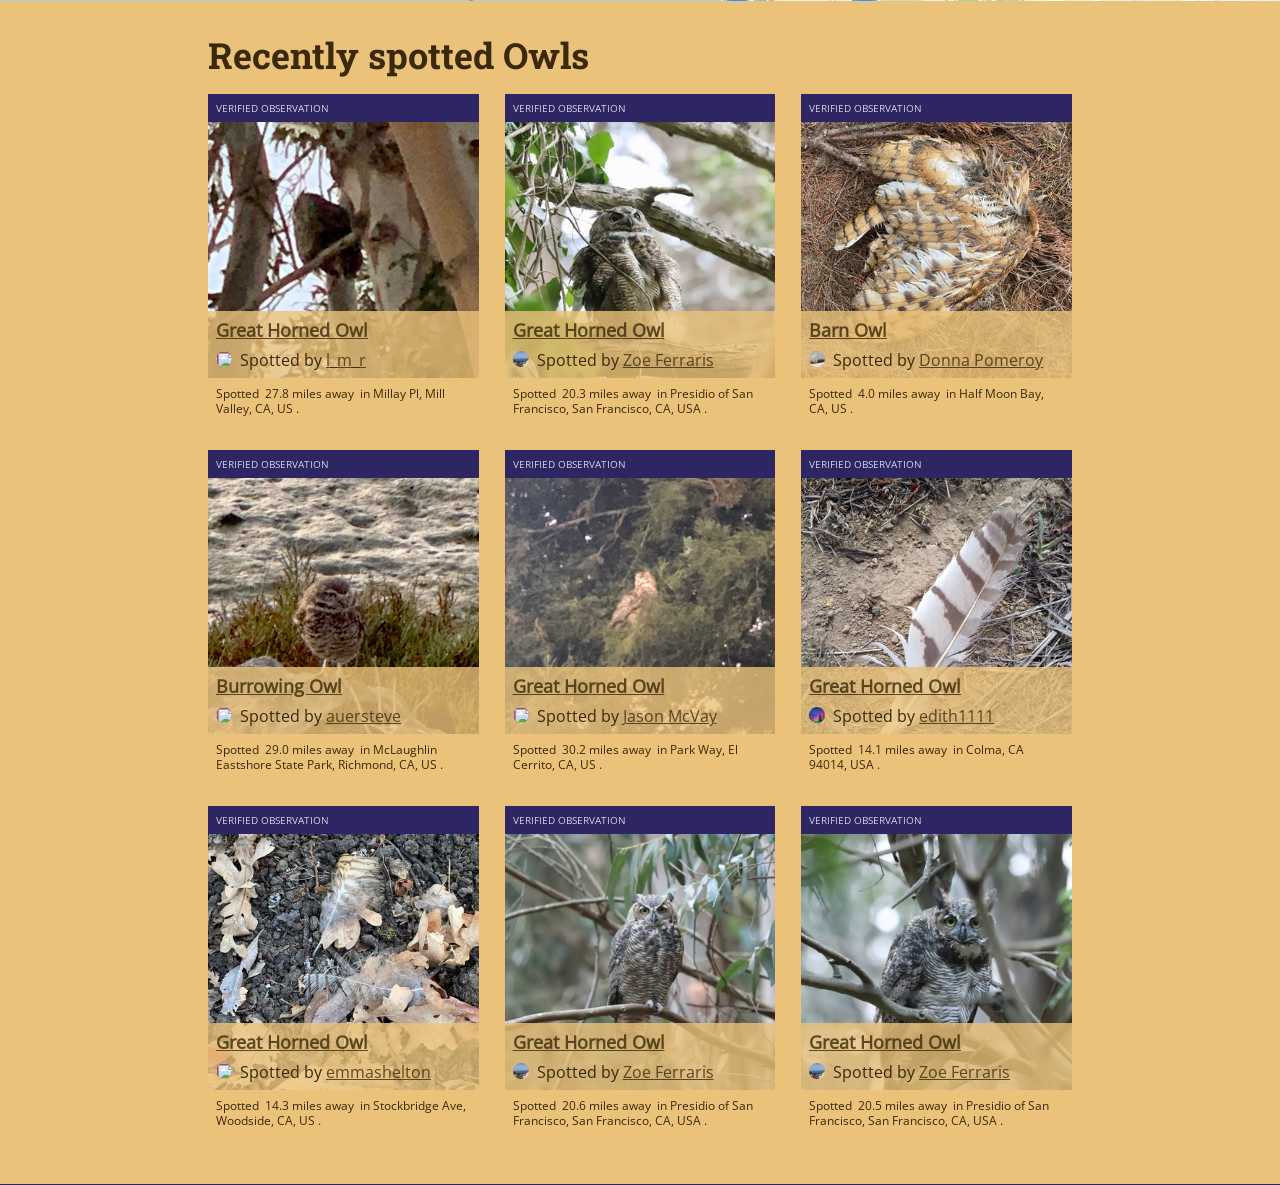 Recently spotted Owls
VERIFIED OBSERVATION
Great Horned Owl
Spotted by l_m_r
Spotted 27.8 miles away in Millay Pl, Mill
Valley, CA, US .
VERIFIED OBSERVATION
Great Horned Owl
Spotted by Zoe Ferraris
Spotted 20.3 miles away in Presidio of San
Francisco, San Francisco, CA, USA .
VERIFIED OBSERVATION
Barn Owl
Spotted by Donna Pomeroy
Spotted 4.0 miles away in Half Moon Bay,
CA, US .
VERIFIED OBSERVATION
Burrowing Owl
Spotted by auersteve
Spotted 29.0 miles away in McLaughlin
Eastshore State Park, Richmond, CA, US .
VERIFIED OBSERVATION
Great Horned Owl
Spotted by Jason McVay
Spotted 30.2 miles away in Park Way, El
Cerrito, CA, US .
VERIFIED OBSERVATION
Great Horned Owl
Spotted by edith1111
Spotted 14.1 miles away in Colma, CA
94014, USA .
VERIFIED OBSERVATION
Great Horned Owl
Spotted by emmashelton
Spotted 14.3 miles away in Stockbridge Ave,
Woodside, CA, US .
VERIFIED OBSERVATION
Great Horned Owl
Spotted by Zoe Ferraris
Spotted 20.6 miles away in Presidio of San
Francisco, San Francisco, CA, USA .
VERIFIED OBSERVATION
Great Horned Owl
Spotted by Zoe Ferraris
Spotted 20.5 miles away in Presidio of San
Francisco, San Francisco, CA, USA .